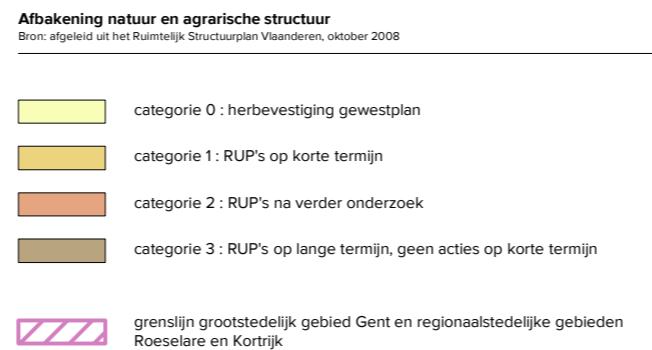 Afbakening natuur en agrarische structuur
Bron: afgeleid uit het Ruimtelijk Structuurplan Vlaanderen, oktober 2008
categorie 0 : herbevestiging gewestplan
categorie 1 : RUP's op korte termijn
categorie 2 : RUP's na verder onderzoek
categorie 3 : RUP's op lange termijn, geen acties op korte termijn
grenslijn grootstedelijk gebied Gent en regionaalstedelijke gebieden
Roeselare en Kortrijk